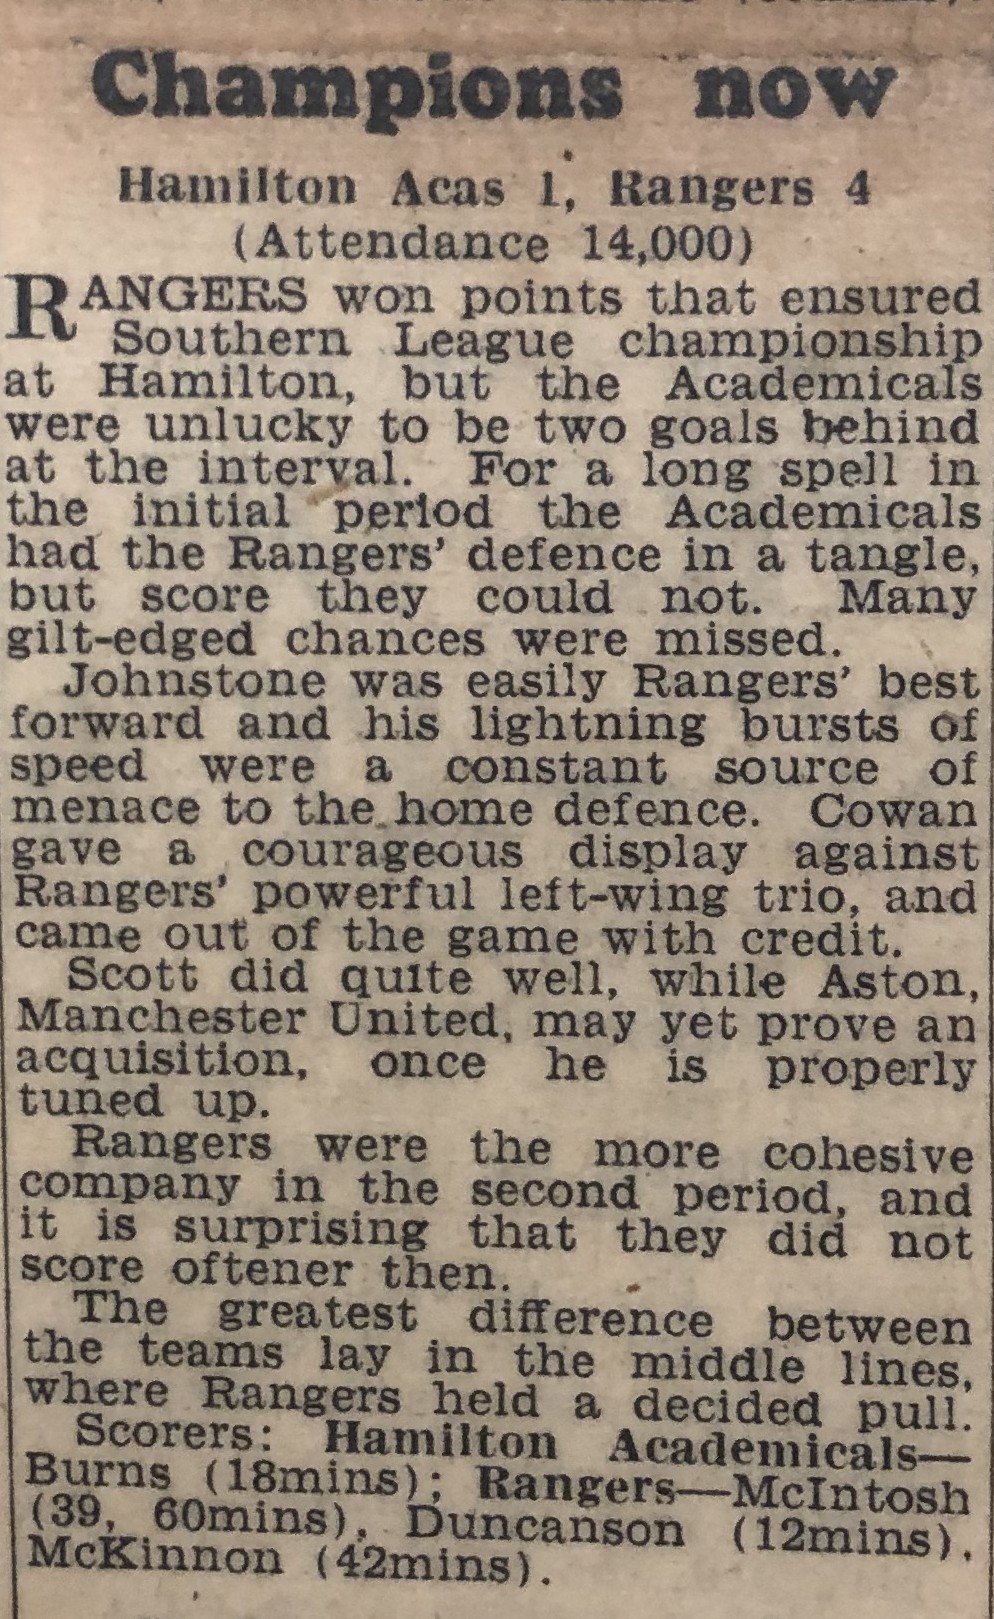 Champions now
Hamilton Acas 1, Rangers 4
(Attendance 14,000)
RANGERS won points that ensured
Southern League championship
at Hamilton, but the Academicals
were unlucky to be two goals behind
at the interval. For a long spell in
the initial period the Academicals
had the Rangers' defence in a tangle,
but score they could not. Many
gilt-edged chances were missed.
Johnstone was easily Rangers' best
forward and his lightning bursts of
speed were a constant source of
menace to the home defence. Cowan
gave a courageous display against
Rangers' powerful left-wing trio, and
came out of the game with credit.
Scott did quite well, while Aston,
Manchester United, may yet prove an
acquisition, once he is properly
tuned up.
Rangers were the more cohesive
company in the second period, and
it is surprising that they did not
score oftener then.
The greatest difference between
the teams lay in the middle lines,
where Rangers held a decided pull.
Scorers: Hamilton Academicals—
Burns (18mins); Rangers—McIntosh
(39, 60mins), Duncanson (12mins),
McKinnon (42mins).